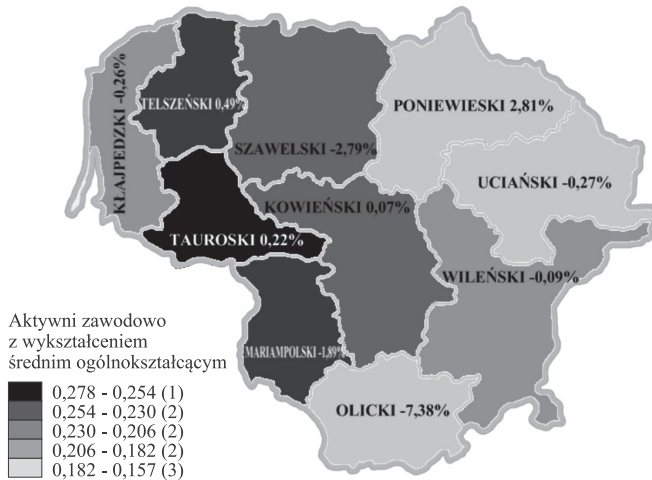 KŁAJPEDZKI -0,26%
TELSZEŃSKI 0,49%
SZAWELSKI -2,79%
PONIEWIESKI 2,81%
UCIAŃSKI -0,27%
KOWIEŃSKI 0,07%
TAUROSKI 0,22%
WILEŃSKI -0,09%
MARIAMPOLSKI -1,89%
OLICKI -7,38%
Aktywni zawodowo
z wykształceniem
średnim ogólnokształcącym
0,278 - 0,254 (1)
0,254 - 0,230 (2)
0,230 - 0,206 (2)
0,206 - 0,182 (2)
0,182 - 0,157 (3)